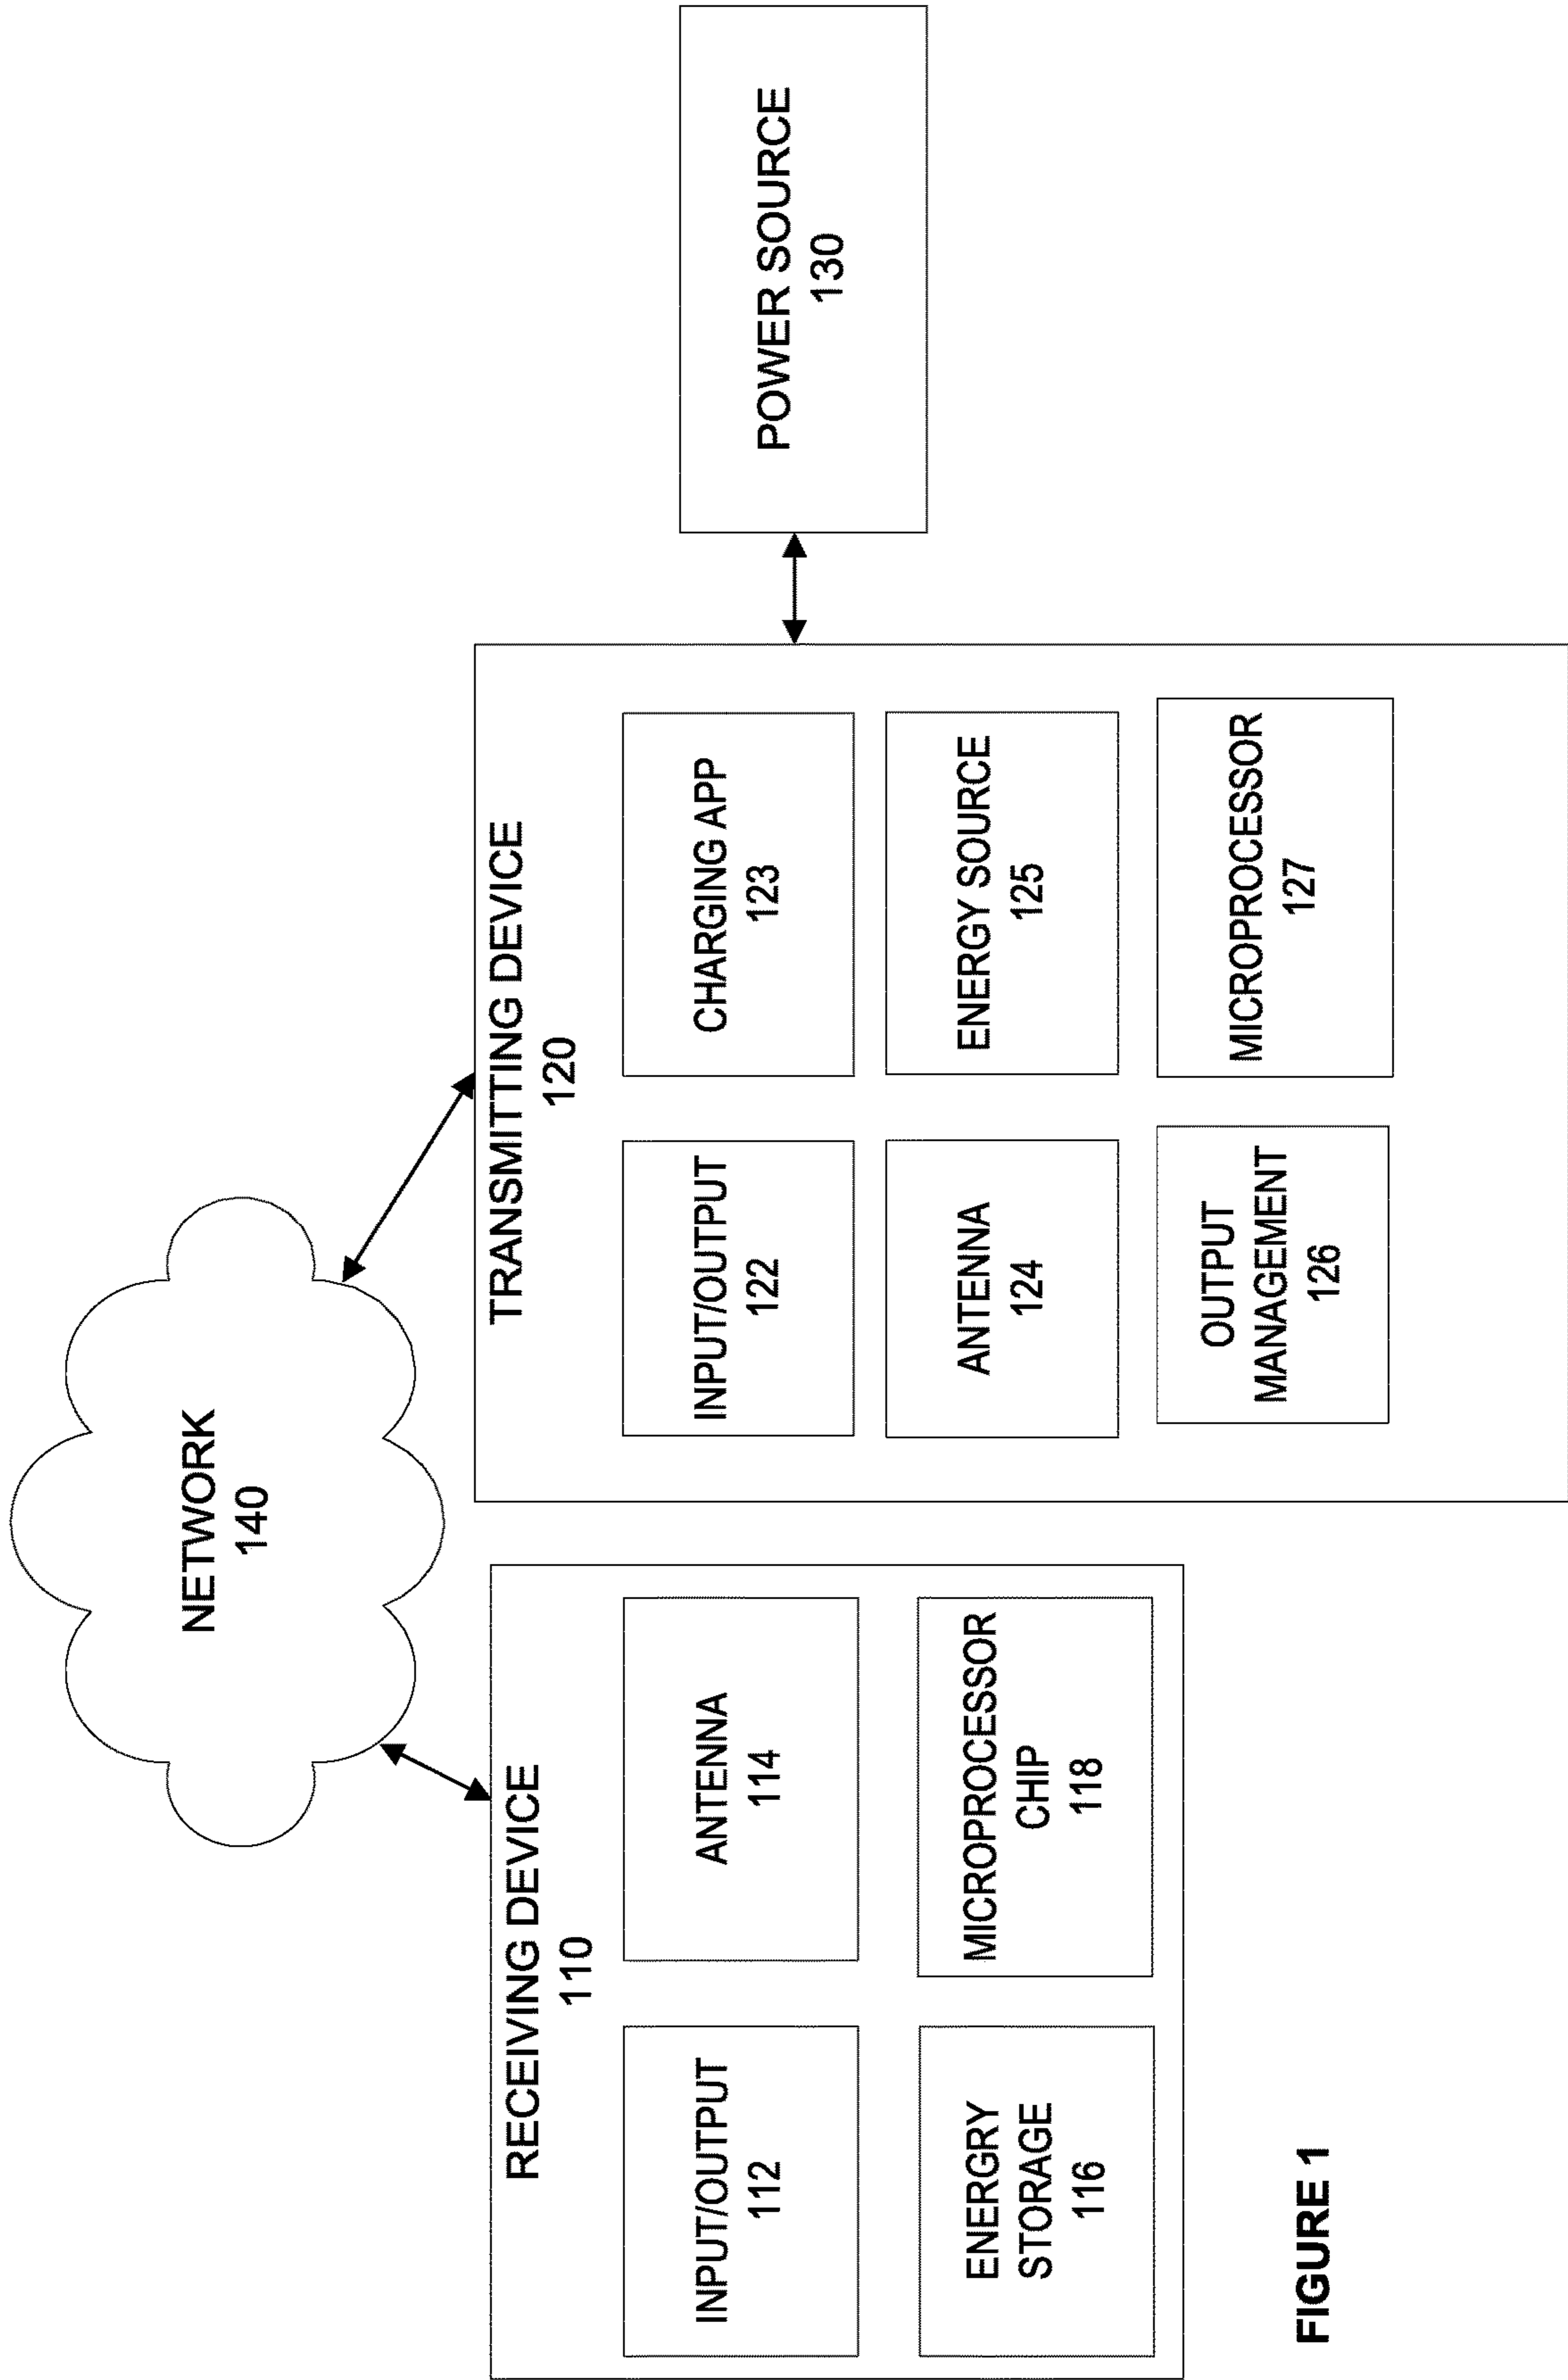 NETWORK
140
RECEIVING DEVICE
110
INPUT/OUTPUT
112
ANTENNA
114
ENERGRY
STORAGE
116
MICROPROCESSOR
CHIP
118
TRANSMITTING DEVICE
120
INPUT/OUTPUT
122
CHARGING APP
123
ANTENNA
124
ENERGY SOURCE
125
OUTPUT
MANAGEMENT
126
MICROPROCESSOR
127
POWER SOURCE
130
FIGURE 1